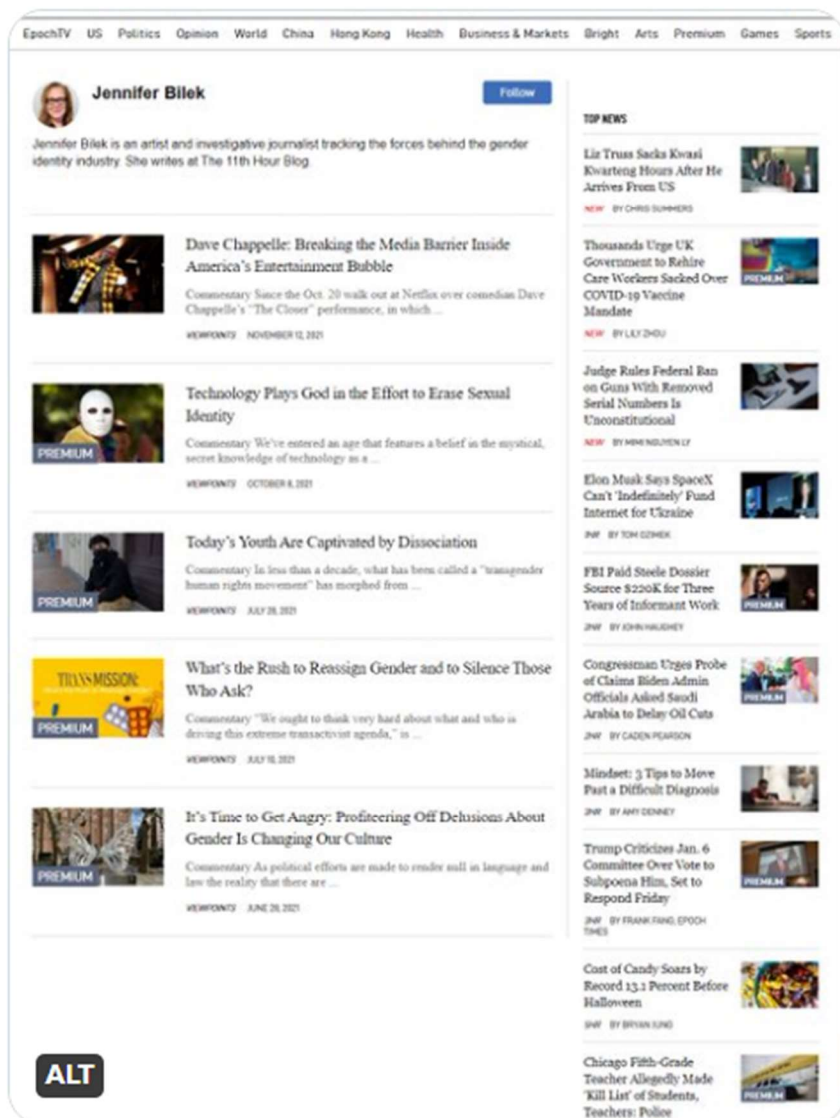 EpochTV US Politics Opinion World China Hong Kong Health Business & Markets Bright Arts Premium Games Sports
Jennifer Bilek
Follow
Jennifer Bilek is an artist and investigative journalist tracking the forces behind the gender
identity industry. She writes at The 11th Hour Blog.
Dave Chappelle: Breaking the Media Barrier Inside
America's Entertainment Bubble
Commentary Since the Oct. 20 walk out at Netflix over comedian Dave
Chappelle's "The Closer" performance, in which ...
VIEWPOINTS NOVEMBER 12, 2021
PREMIUM
Technology Plays God in the Effort to Erase Sexual
Identity
Commentary We've entered an age that features a belief in the mystical,
secret knowledge of technology as a ...
VIEWPOINTS OCTOBER 8, 2021
PREMIUM
Today's Youth Are Captivated by Dissociation
Commentary In less than a decade, what has been called a "transgender
human rights movement" has morphed from ...
VIEWPOINTS JULY 28, 2021
TRANSMISSION:
PREMIUM
What's the Rush to Reassign Gender and to Silence Those
Who Ask?
Commentary "We ought to think very hard about what and who is
driving this extreme transactivist agenda," is ...
VIEWPOINTS JULY 10, 2021
PREMIUM
It's Time to Get Angry: Profiteering Off Delusions About
Gender Is Changing Our Culture
Commentary As political efforts are made to render null in language and
law the reality that there are ...
VIEWPOINTS JUNE 28, 2021
ALT
TOP NEWS
Liz Truss Sacks Kwasi
Kwarteng Hours After He
Arrives From US
NEW BY CHRIS SUMMERS
Thousands Urge UK
Government to Rehire
Care Workers Sacked Over
COVID-19 Vaccine
Mandate
PREMIUM
NEW BY LILY ZHOU
Judge Rules Federal Ban
on Guns With Removed
Serial Numbers Is
Unconstitutional
NEW BY MIMI NGUYEN LY
Elon Musk Says SpaceX
Can't 'Indefinitely' Fund
Internet for Ukraine
BY TOM OZIMEK
FBI Paid Steele Dossier
Source $220K for Three
Years of Informant Work
PREMIUM
BY JOHN HAUGHEY
Congressman Urges Probe
of Claims Biden Admin
Officials Asked Saudi
Arabia to Delay Oil Cuts
PREMIUM
BY CADEN PEARSON
Mindset: 3 Tips to Move
Past a Difficult Diagnosis
BY AMY DENNEY
Trump Criticizes Jan. 6
Committee Over Vote to
Subpoena Him, Set to
Respond Friday
PREMIUM
BY FRANK FANG, EPOCH
TIMES
Cost of Candy Soars by
Record 13.1 Percent Before
Halloween
BY BRYAN JUNG
Chicago Fifth-Grade
Teacher Allegedly Made
'Kill List' of Students,
Teachers: Police
PREMIUM